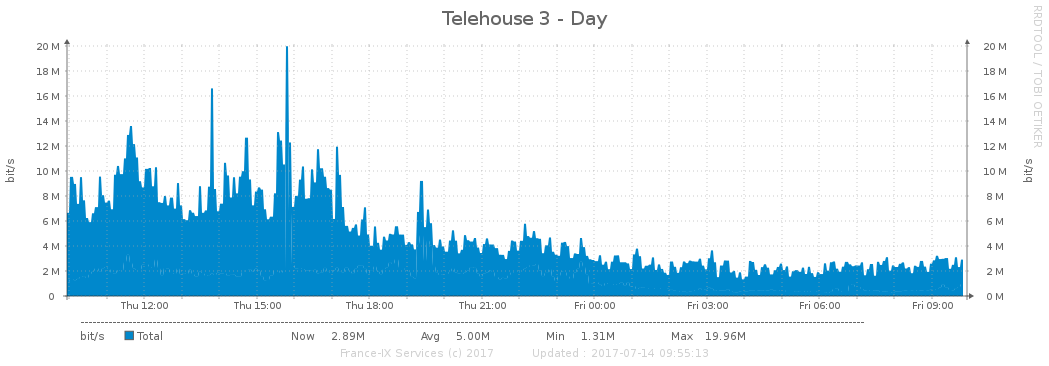 Telehouse 3 - Day
RRDTOOL / TOBI OETIKER
bit/s
bit/s
20 M 20 M
18 M 18 M
16 M 16 M
14 M 14 M
12 M 12 M
10 M 10 M
8 M 8 M
6 M 6 M
4 M 4 M
2 M 2 M
0 0 M
Thu 12:00 Thu 15:00 Thu 18:00 Thu 21:00 Fri 00:00 Fri 03:00 Fri 06:00 Fri 09:00
bit/s Total Now 2.89M Avg 5.00M Min 1.31M Max 19.96M
France-IX Services (c) 2017 Updated : 2017-07-14 09:55:13